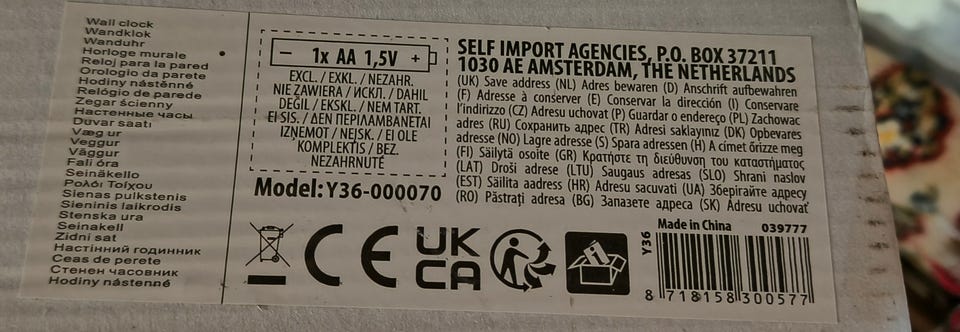 Wall clock
Wandklok
Wanduhr
Horloge murale
Reloj para la pared
Orologio da parete
Hodiny nástěnné
Relógio de parede
Zegar ścienny
Настенные часы
Duvar saati
Væg ur
Veggur
Väggur
Fali óra
Seinäkello
Ρολόι Τοίχου
Sienas pulkstenis
Sieninis laikrodis
Stenska ura
Seinakell
Zidni sat
Настінний годинник
Ceas de perete
Стенен часовник
Hodiny nástenné
− 1x AA 1,5V +
EXCL. / EXKL. / NEZAHR.
NIE ZAWIERA / ИСКЛ. / DAHIL
DEĞIL / EKSKL. / NEM TART.
EI SIS. / ΔΕΝ ΠΕΡΙΛΑΜΒΑΝΕΤΑΙ
IZŅEMOT / NEĮSK. / EI OLE
KOMPLEKTIS / BEZ.
NEZAHRNUTÉ
Model: Y36-000070
SELF IMPORT AGENCIES, P.O. BOX 37211
1030 AE AMSTERDAM, THE NETHERLANDS
(UK) Save address (NL) Adres bewaren (D) Anschrift aufbewahren
(F) Adresse à conserver (E) Conservar la dirección (I) Conservare
l'indirizzo (CZ) Adresu uchovat (P) Guardar o endereço (PL) Zachowac
adres (RU) Сохранить адрес (TR) Adresi saklayiniz (DK) Opbevares
adresse (NO) Lagre adresse (S) Spara adressen (H) A címet őrizze meg
(FI) Säilytä osoite (GR) Κρατήστε τη διεύθυνση του καταστήματος
(LAT) Droši adrese (LTU) Saugaus adresas (SLO) Shrani naslov
(EST) Säilita aadress (HR) Adresu sacuvati (UA) Зберігайте адресу
(RO) Păstrați adresa (BG) Запазете адреса (SK) Adresu uchovať
CE
UK
CA
Made in China 039777
Y36
8 718158 300577